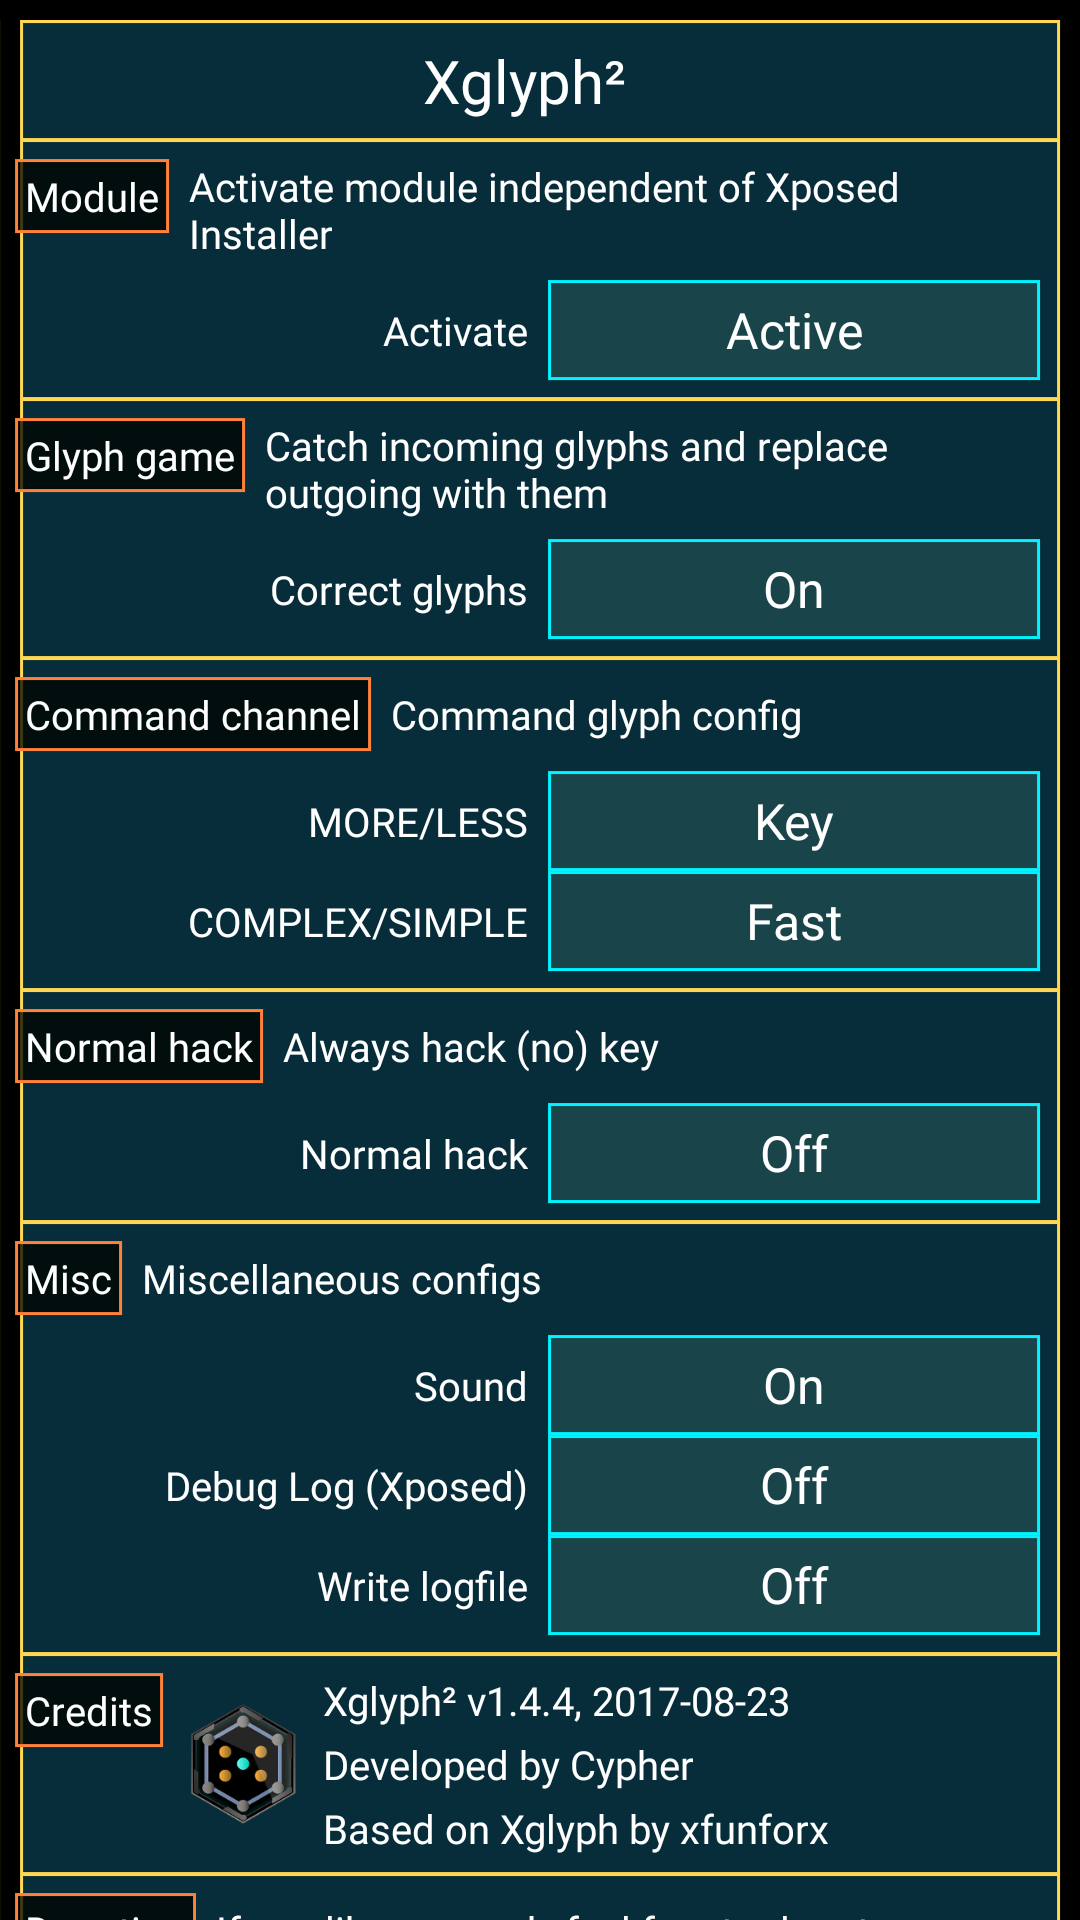 Xglyph²
Module
Activate module independent of Xposed
Installer
Activate
Active
Glyph game
Catch incoming glyphs and replace
outgoing with them
Correct glyphs
On
Command channel
Command glyph config
MORE/LESS
Key
COMPLEX/SIMPLE
Fast
Normal hack
Always hack (no) key
Normal hack
Off
Misc
Miscellaneous configs
Sound
On
Debug Log (Xposed)
Off
Write logfile
Off
Credits
Xglyph² v1.4.4, 2017-08-23
Developed by Cypher
Based on Xglyph by xfunforx